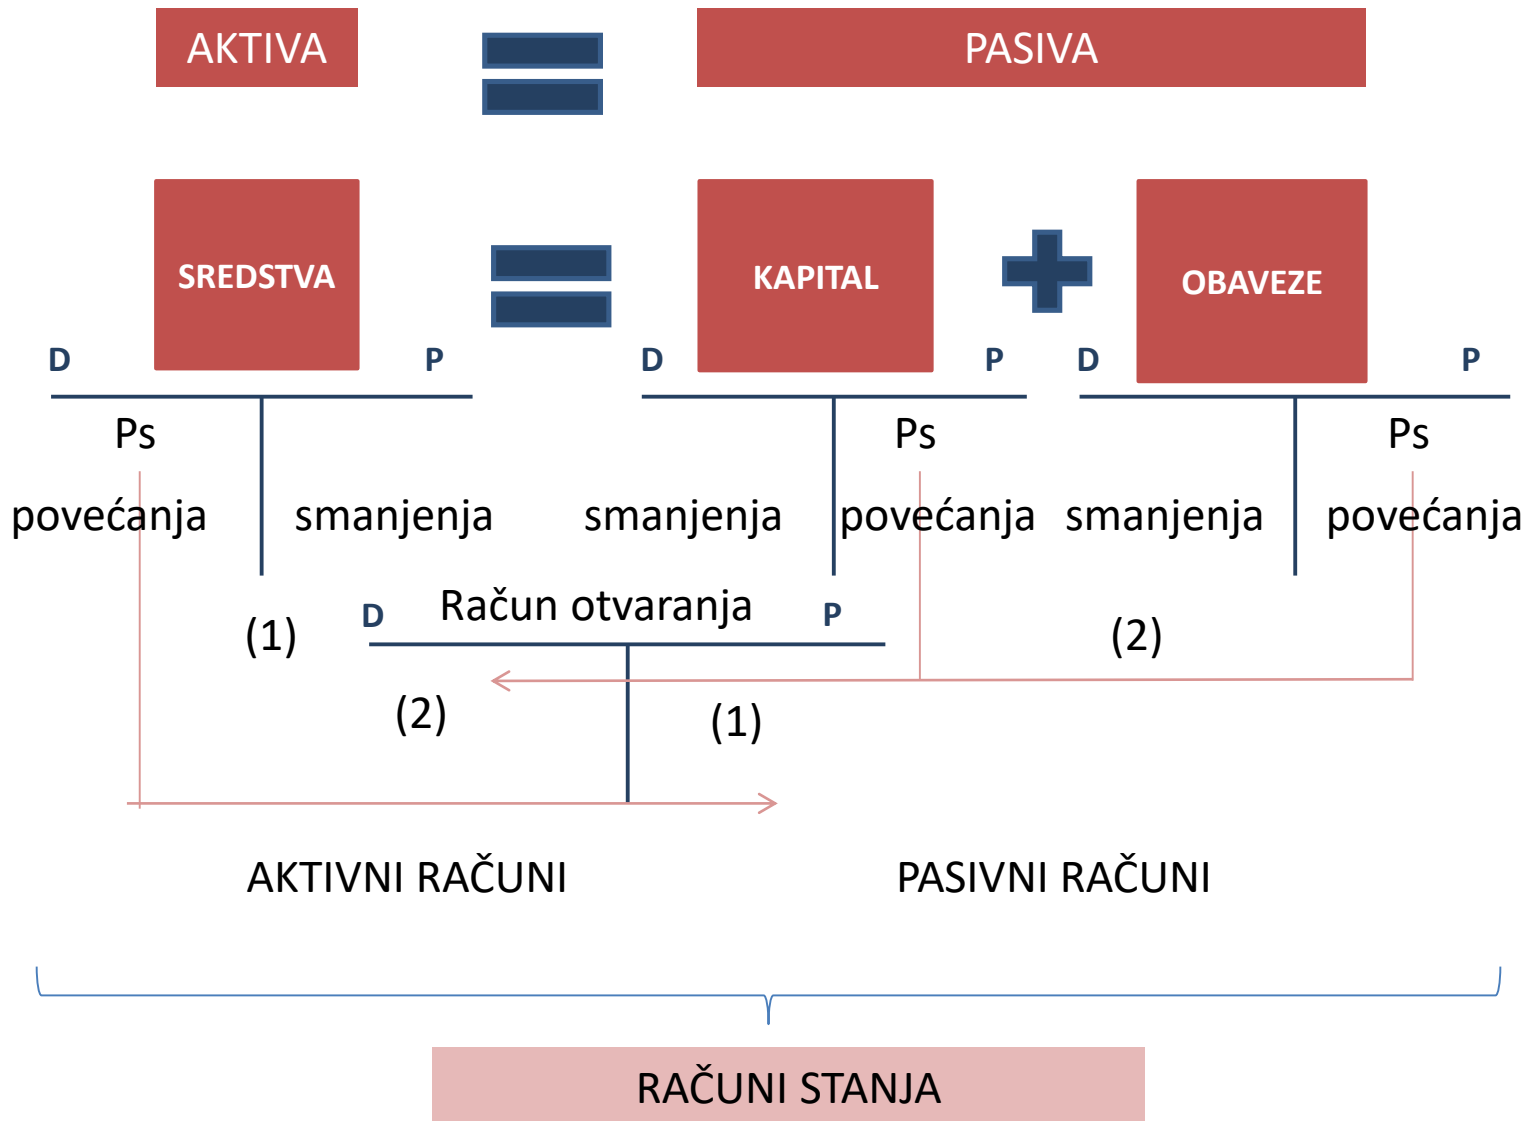 AKTIVA
PASIVA
SREDSTVA
KAPITAL
OBAVEZE
D P D P D P
Ps Ps Ps
povećanja smanjenja smanjenja povećanja smanjenja povećanja
D Račun otvaranja P
(1) (2)
(2) (1)
AKTIVNI RAČUNI PASIVNI RAČUNI
RAČUNI STANJA